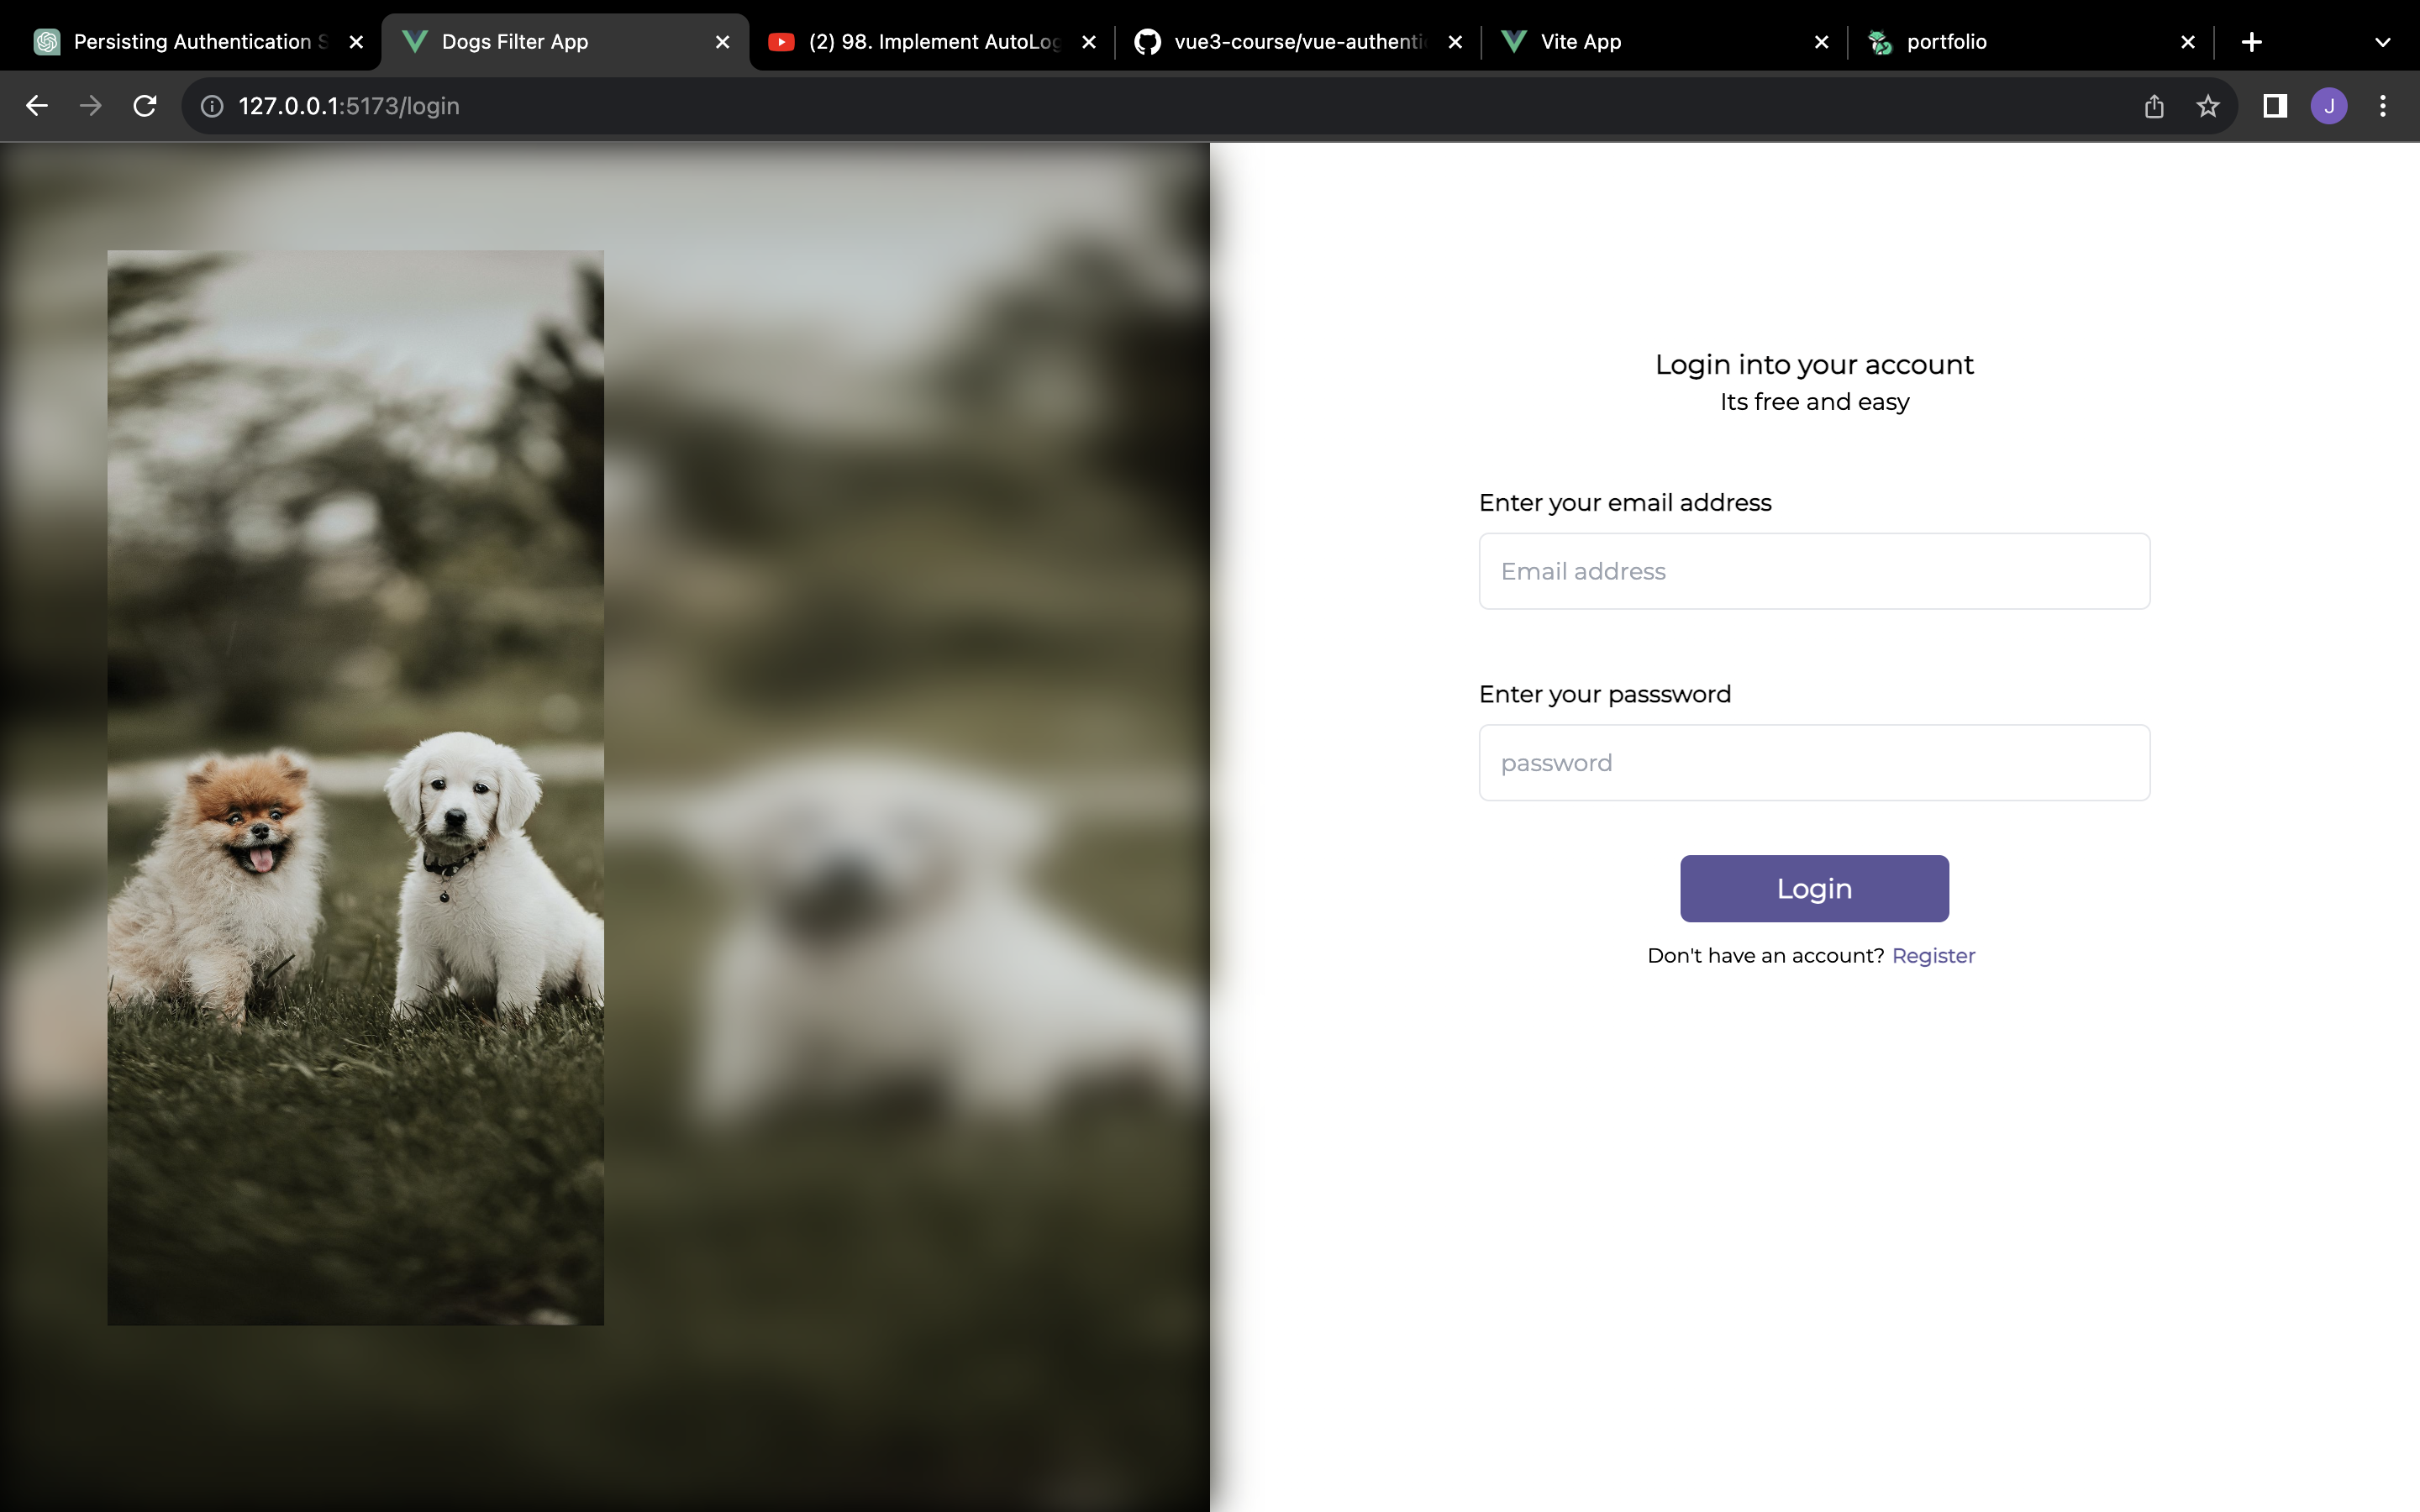 Persisting Authentication
Dogs Filter App
(2) 98. Implement AutoLog
vue3-course/vue-authenti
Vite App
portfolio
127.0.0.1:5173/login
J
Login into your account
Its free and easy
Enter your email address
Email address
Enter your passsword
password
Login
Don't have an account? Register